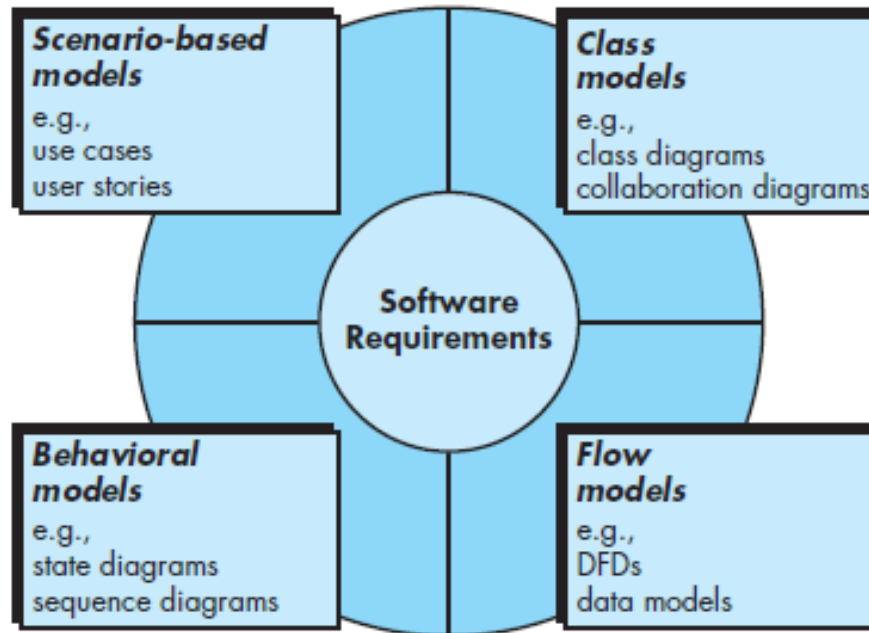 Scenario-based
models
e.g.,
use cases
user stories
Class
models
e.g.,
class diagrams
collaboration diagrams
Software
Requirements
Behavioral
models
e.g.,
state diagrams
sequence diagrams
Flow
models
e.g.,
DFDs
data models